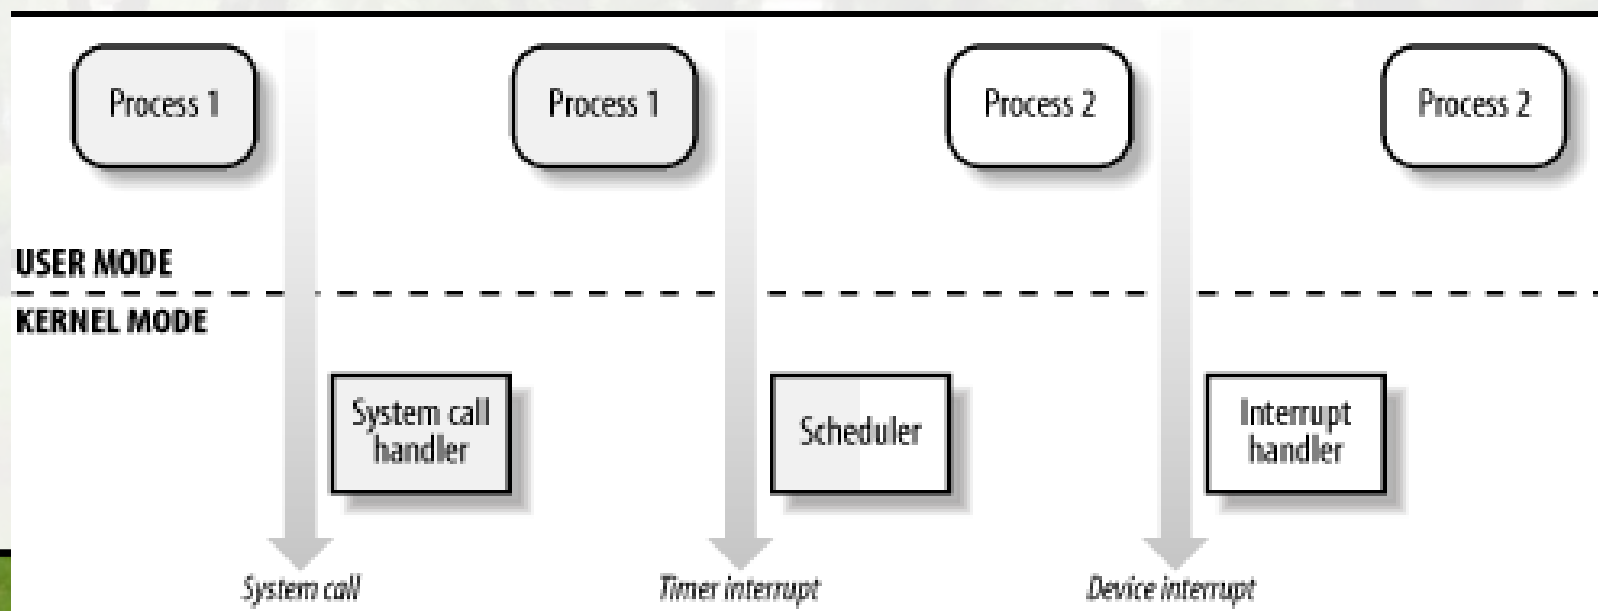 Process 1
Process 1
Process 2
Process 2
USER MODE
KERNEL MODE
System call
handler
Scheduler
Interrupt
handler
System call
Timer interrupt
Device interrupt